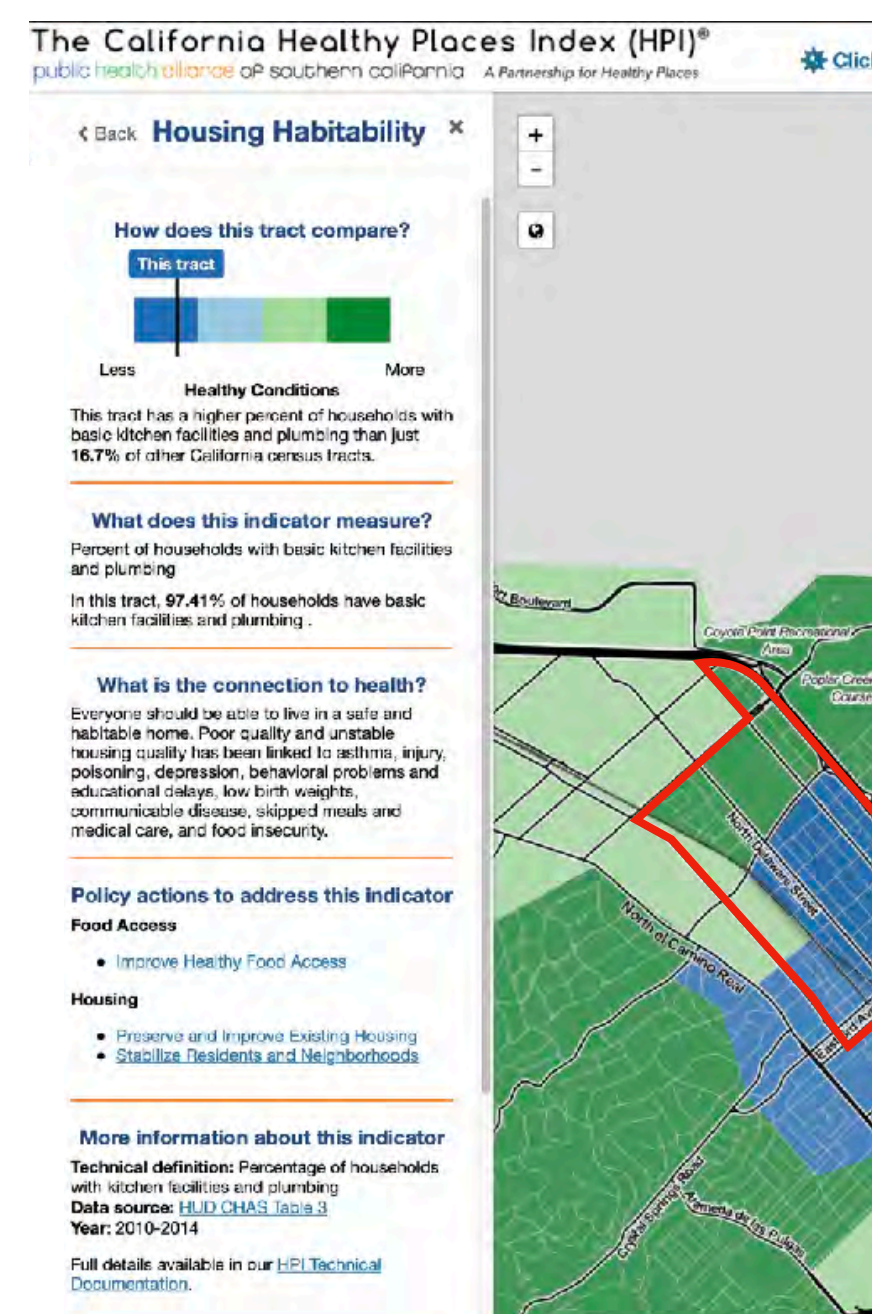 The California Healthy Places Index (HPI)®
public health alliance of southern california A Partnership for Healthy Places
Clic
< Back Housing Habitability ×
+
-
How does this tract compare?
This tract
Less More
Healthy Conditions
This tract has a higher percent of households with
basic kitchen facilities and plumbing than just
16.7% of other California census tracts.
What does this indicator measure?
Percent of households with basic kitchen facilities
and plumbing
In this tract, 97.41% of households have basic
kitchen facilities and plumbing .
What is the connection to health?
Everyone should be able to live in a safe and
habitable home. Poor quality and unstable
housing quality has been linked to asthma, injury,
poisoning, depression, behavioral problems and
educational delays, low birth weights,
communicable disease, skipped meals and
medical care, and food insecurity.
Policy actions to address this indicator
Food Access
• Improve Healthy Food Access
Housing
• Preserve and Improve Existing Housing
• Stabilize Residents and Neighborhoods
More information about this indicator
Technical definition: Percentage of households
with kitchen facilities and plumbing
Data source: HUD CHAS Table 3
Year: 2010-2014
Full details available in our HPI Technical
Documentation.
Boulevard
Coyote Point Recreational
Area
Poplar Cree
Course
North Delaware Street
North el Camino Real
Crystal Springs Road
Alameda de las Pulgas